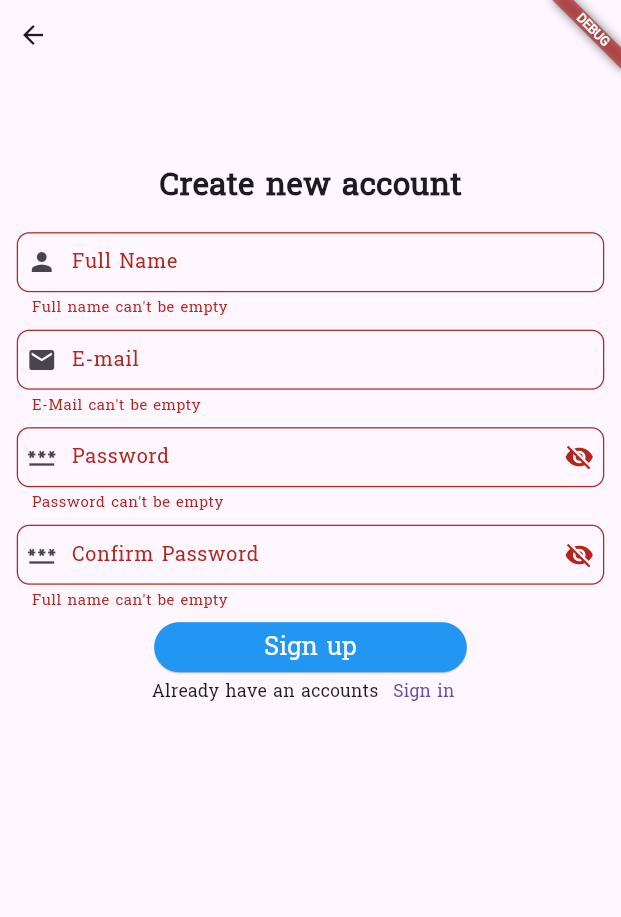 DEBUG
Create new account
Full Name
Full name can't be empty
E-mail
E-Mail can't be empty
*** Password
Password can't be empty
*** Confirm Password
Full name can't be empty
Sign up
Already have an accounts Sign in